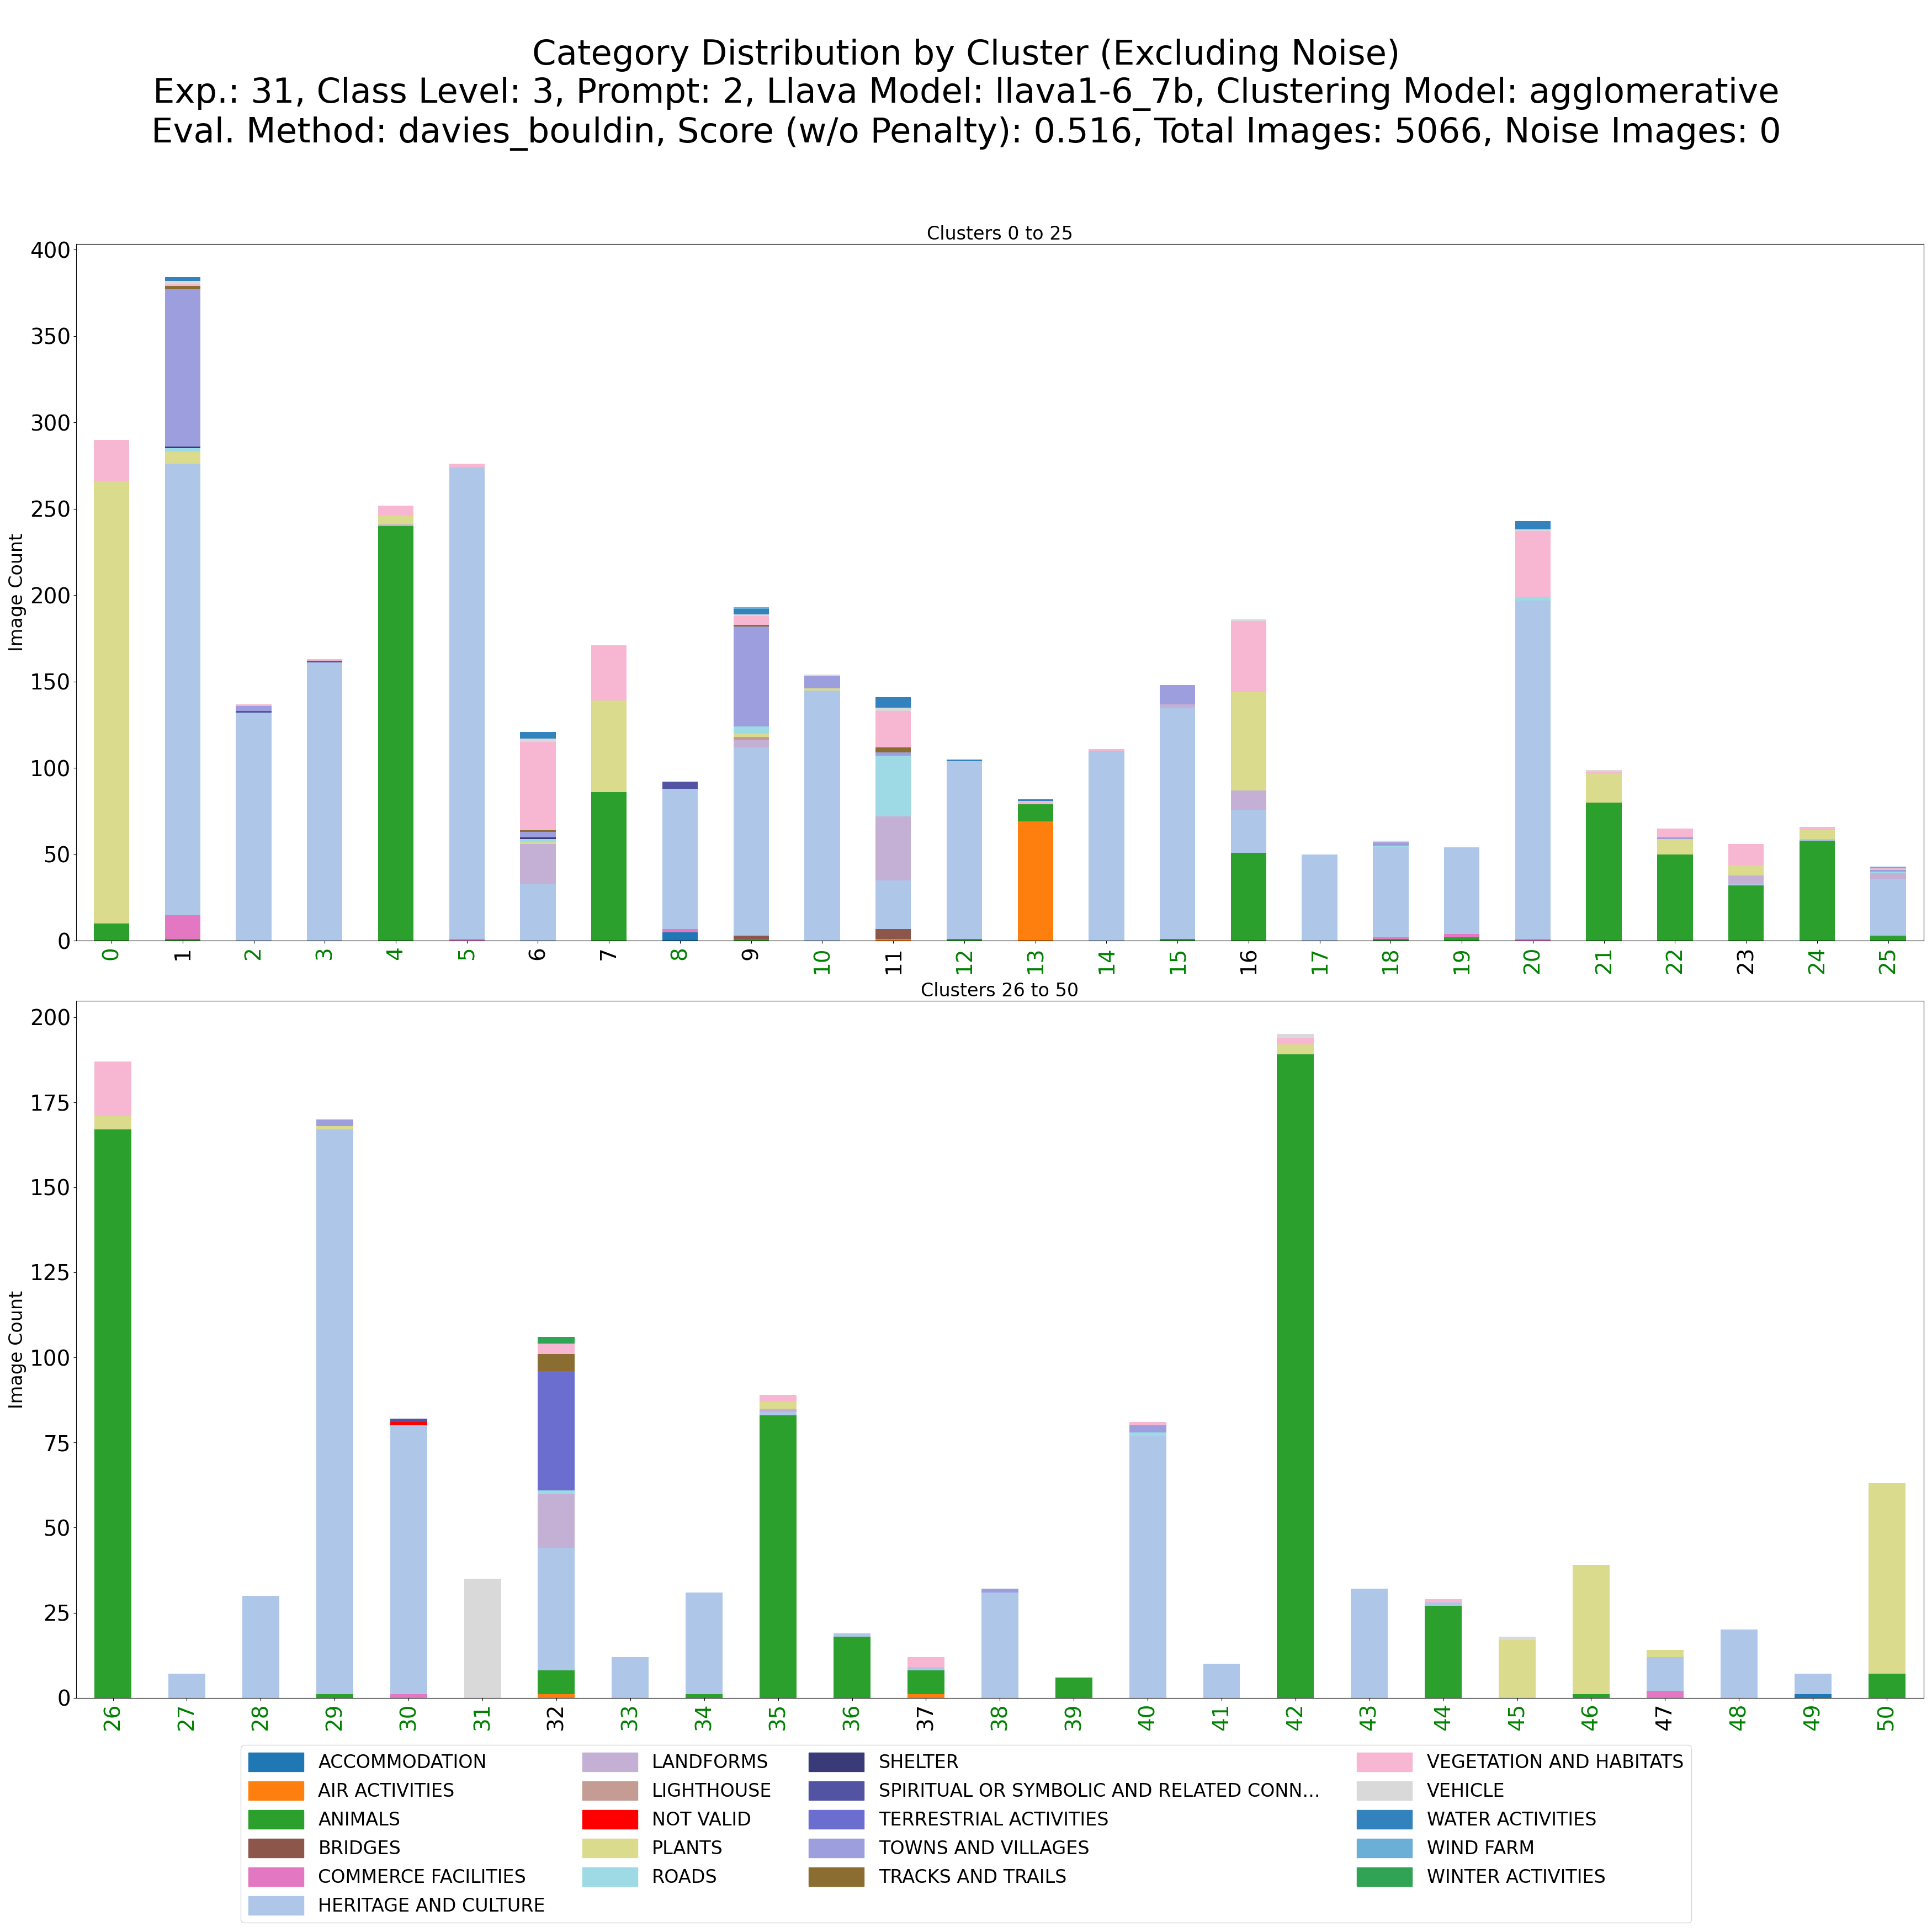 Category Distribution by Cluster (Excluding Noise)
Exp.: 31, Class Level: 3, Prompt: 2, Llava Model: llava1-6_7b, Clustering Model: agglomerative
Eval. Method: davies_bouldin, Score (w/o Penalty): 0.516, Total Images: 5066, Noise Images: 0
Clusters 0 to 25
Image Count
400
350
300
250
200
150
100
50
0
0 1 2 3 4 5 6 7 8 9 10 11 12 13 14 15 16 17 18 19 20 21 22 23 24 25
Clusters 26 to 50
Image Count
200
175
150
125
100
75
50
25
0
26 27 28 29 30 31 32 33 34 35 36 37 38 39 40 41 42 43 44 45 46 47 48 49 50
ACCOMMODATION
AIR ACTIVITIES
ANIMALS
BRIDGES
COMMERCE FACILITIES
HERITAGE AND CULTURE
LANDFORMS
LIGHTHOUSE
NOT VALID
PLANTS
ROADS
SHELTER
SPIRITUAL OR SYMBOLIC AND RELATED CONN...
TERRESTRIAL ACTIVITIES
TOWNS AND VILLAGES
TRACKS AND TRAILS
VEGETATION AND HABITATS
VEHICLE
WATER ACTIVITIES
WIND FARM
WINTER ACTIVITIES